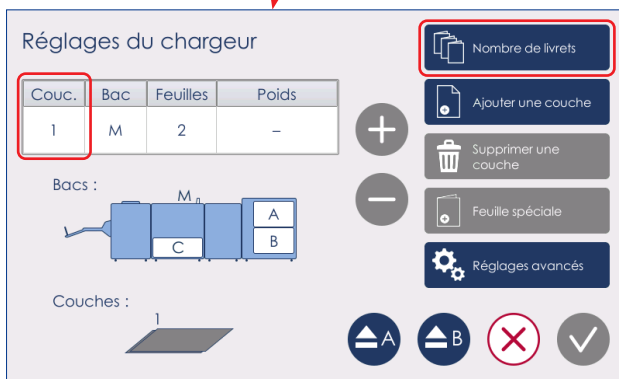 Réglages du chargeur
Couc. Bac Feuilles Poids
1 M 2 –
Bacs :
M
A
B
C
Couches :
1
Nombre de livrets
Ajouter une couche
Supprimer une
couche
Feuille spéciale
Réglages avancés
A
B